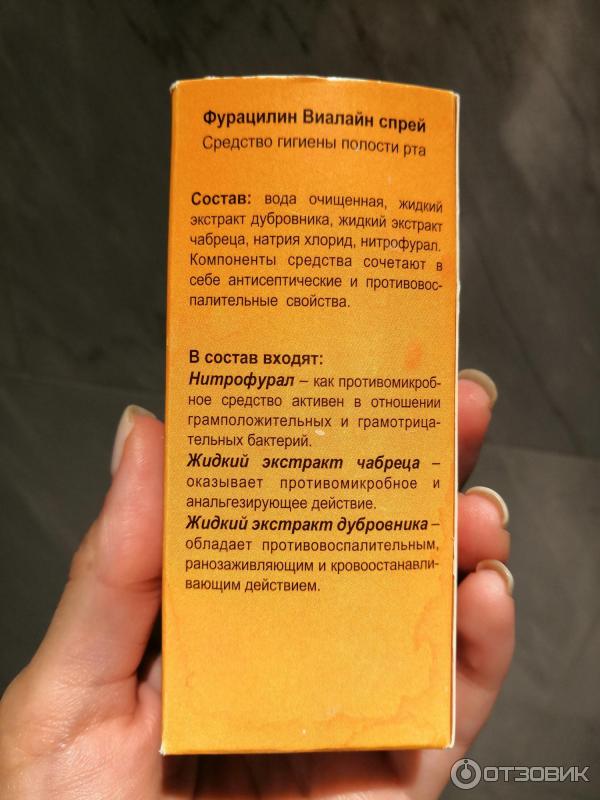 Фурацилин Виалайн спрей
Средство гигиены полости рта
Состав: вода очищенная, жидкий
экстракт дубровника, жидкий экстракт
чабреца, натрия хлорид, нитрофурал.
Компоненты средства сочетают в
себе антисептические и противовос-
палительные свойства.
В состав входят:
Нитрофурал – как противомикроб-
ное средство активен в отношении
грамположительных и грамотрица-
тельных бактерий.
Жидкий экстракт чабреца –
оказывает противомикробное и
анальгезирующее действие.
Жидкий экстракт дубровника –
обладает противовоспалительным,
ранозаживляющим и кровоостанавли-
вающим действием.
ОТЗОВИК